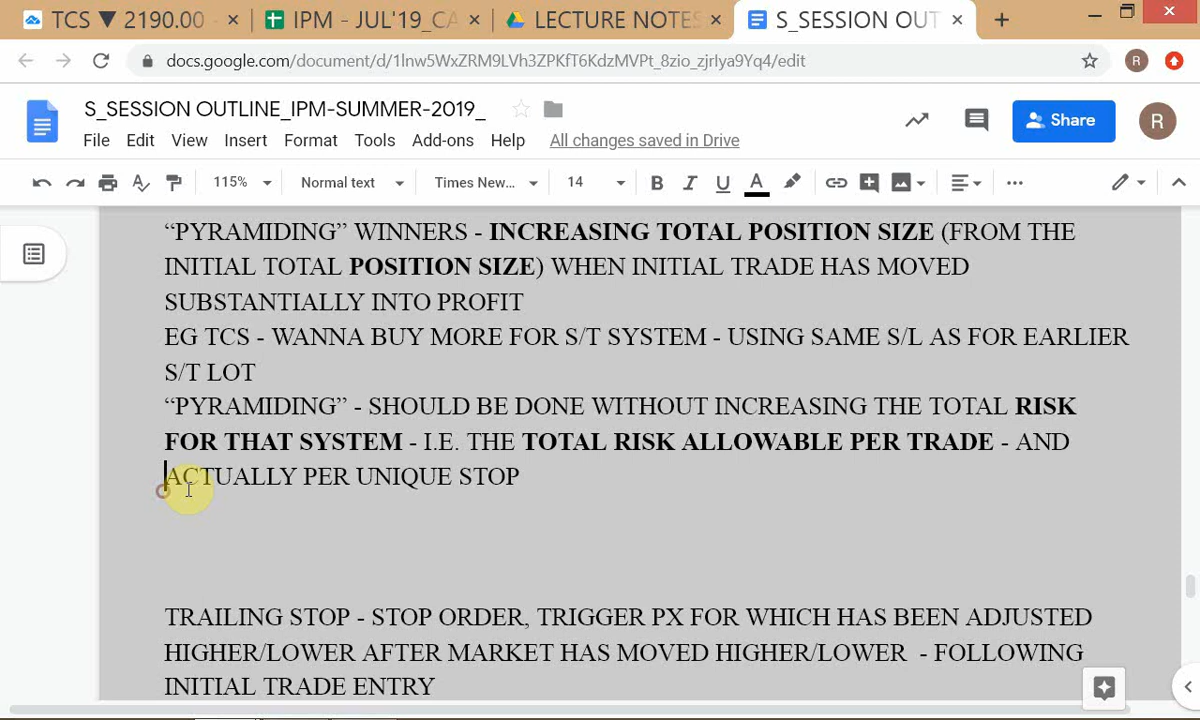 TCS ▼ 2190.00
IPM - JUL'19_CA
LECTURE NOTES
S_SESSION OUT
docs.google.com/document/d/1lnw5WxZRM9LVh3ZPKfT6KdzMVPt_8zio_zjrlya9Yq4/edit
R
S_SESSION OUTLINE_IPM-SUMMER-2019_
File Edit View Insert Format Tools Add-ons Help All changes saved in Drive
Share
R
115% Normal text Times New... 14 B I U A
“PYRAMIDING” WINNERS - INCREASING TOTAL POSITION SIZE (FROM THE
INITIAL TOTAL POSITION SIZE) WHEN INITIAL TRADE HAS MOVED
SUBSTANTIALLY INTO PROFIT
EG TCS - WANNA BUY MORE FOR S/T SYSTEM - USING SAME S/L AS FOR EARLIER
S/T LOT
“PYRAMIDING” - SHOULD BE DONE WITHOUT INCREASING THE TOTAL RISK
FOR THAT SYSTEM - I.E. THE TOTAL RISK ALLOWABLE PER TRADE - AND
ACTUALLY PER UNIQUE STOP
TRAILING STOP - STOP ORDER, TRIGGER PX FOR WHICH HAS BEEN ADJUSTED
HIGHER/LOWER AFTER MARKET HAS MOVED HIGHER/LOWER - FOLLOWING
INITIAL TRADE ENTRY